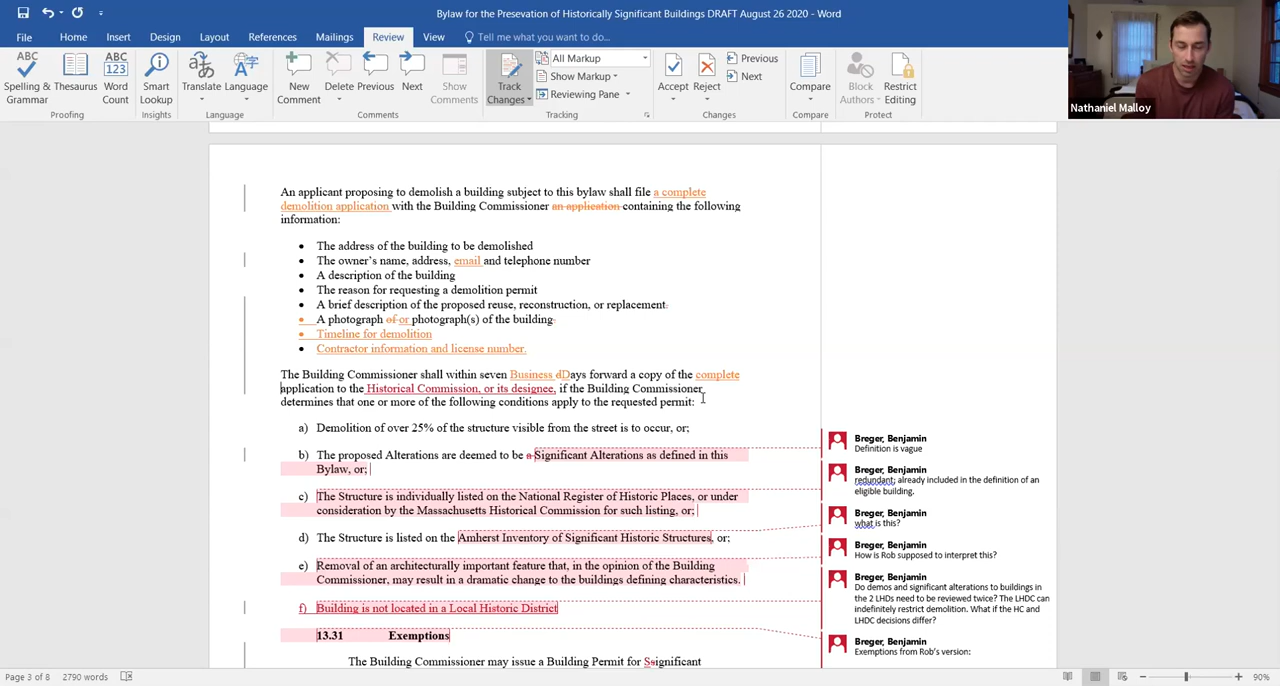 Bylaw for the Presevation of Historically Significant Buildings DRAFT August 26 2020 - Word
File Home Insert Design Layout References Mailings Review View Tell me what you want to do...
ABC
Spelling & Grammar
Thesaurus
ABC 123
Word Count
Proofing
Smart Lookup
Insights
Translate
Language
Language
New Comment
Delete
Previous
Next
Show Comments
Comments
Track Changes
All Markup
Show Markup
Reviewing Pane
Tracking
Accept
Reject
Previous
Next
Changes
Compare
Compare
Block Authors
Restrict Editing
Protect
Nathaniel Malloy
An applicant proposing to demolish a building subject to this bylaw shall file a complete
demolition application with the Building Commissioner an application containing the following
information:
• The address of the building to be demolished
• The owner's name, address, email and telephone number
• A description of the building
• The reason for requesting a demolition permit
• A brief description of the proposed reuse, reconstruction, or replacement.
• A photograph of or photograph(s) of the building.
• Timeline for demolition
• Contractor information and license number.
The Building Commissioner shall within seven Business dDays forward a copy of the complete
application to the Historical Commission, or its designee, if the Building Commissioner
determines that one or more of the following conditions apply to the requested permit:
a) Demolition of over 25% of the structure visible from the street is to occur, or;
b) The proposed Alterations are deemed to be a Significant Alterations as defined in this
Bylaw, or;
c) The Structure is individually listed on the National Register of Historic Places, or under
consideration by the Massachusetts Historical Commission for such listing, or;
d) The Structure is listed on the Amherst Inventory of Significant Historic Structures, or;
e) Removal of an architecturally important feature that, in the opinion of the Building
Commissioner, may result in a dramatic change to the buildings defining characteristics.
f) Building is not located in a Local Historic District
13.31 Exemptions
The Building Commissioner may issue a Building Permit for Ssignificant
Breger, Benjamin
Definition is vague
Breger, Benjamin
redundant; already included in the definition of an
eligible building.
Breger, Benjamin
what is this?
Breger, Benjamin
How is Rob supposed to interpret this?
Breger, Benjamin
Do demos and significant alterations to buildings in
the 2 LHDs need to be reviewed twice? The LHDC can
indefinitely restrict demolition. What if the HC and
LHDC decisions differ?
Breger, Benjamin
Exemptions from Rob's version:
Page 3 of 8 2790 words
90%